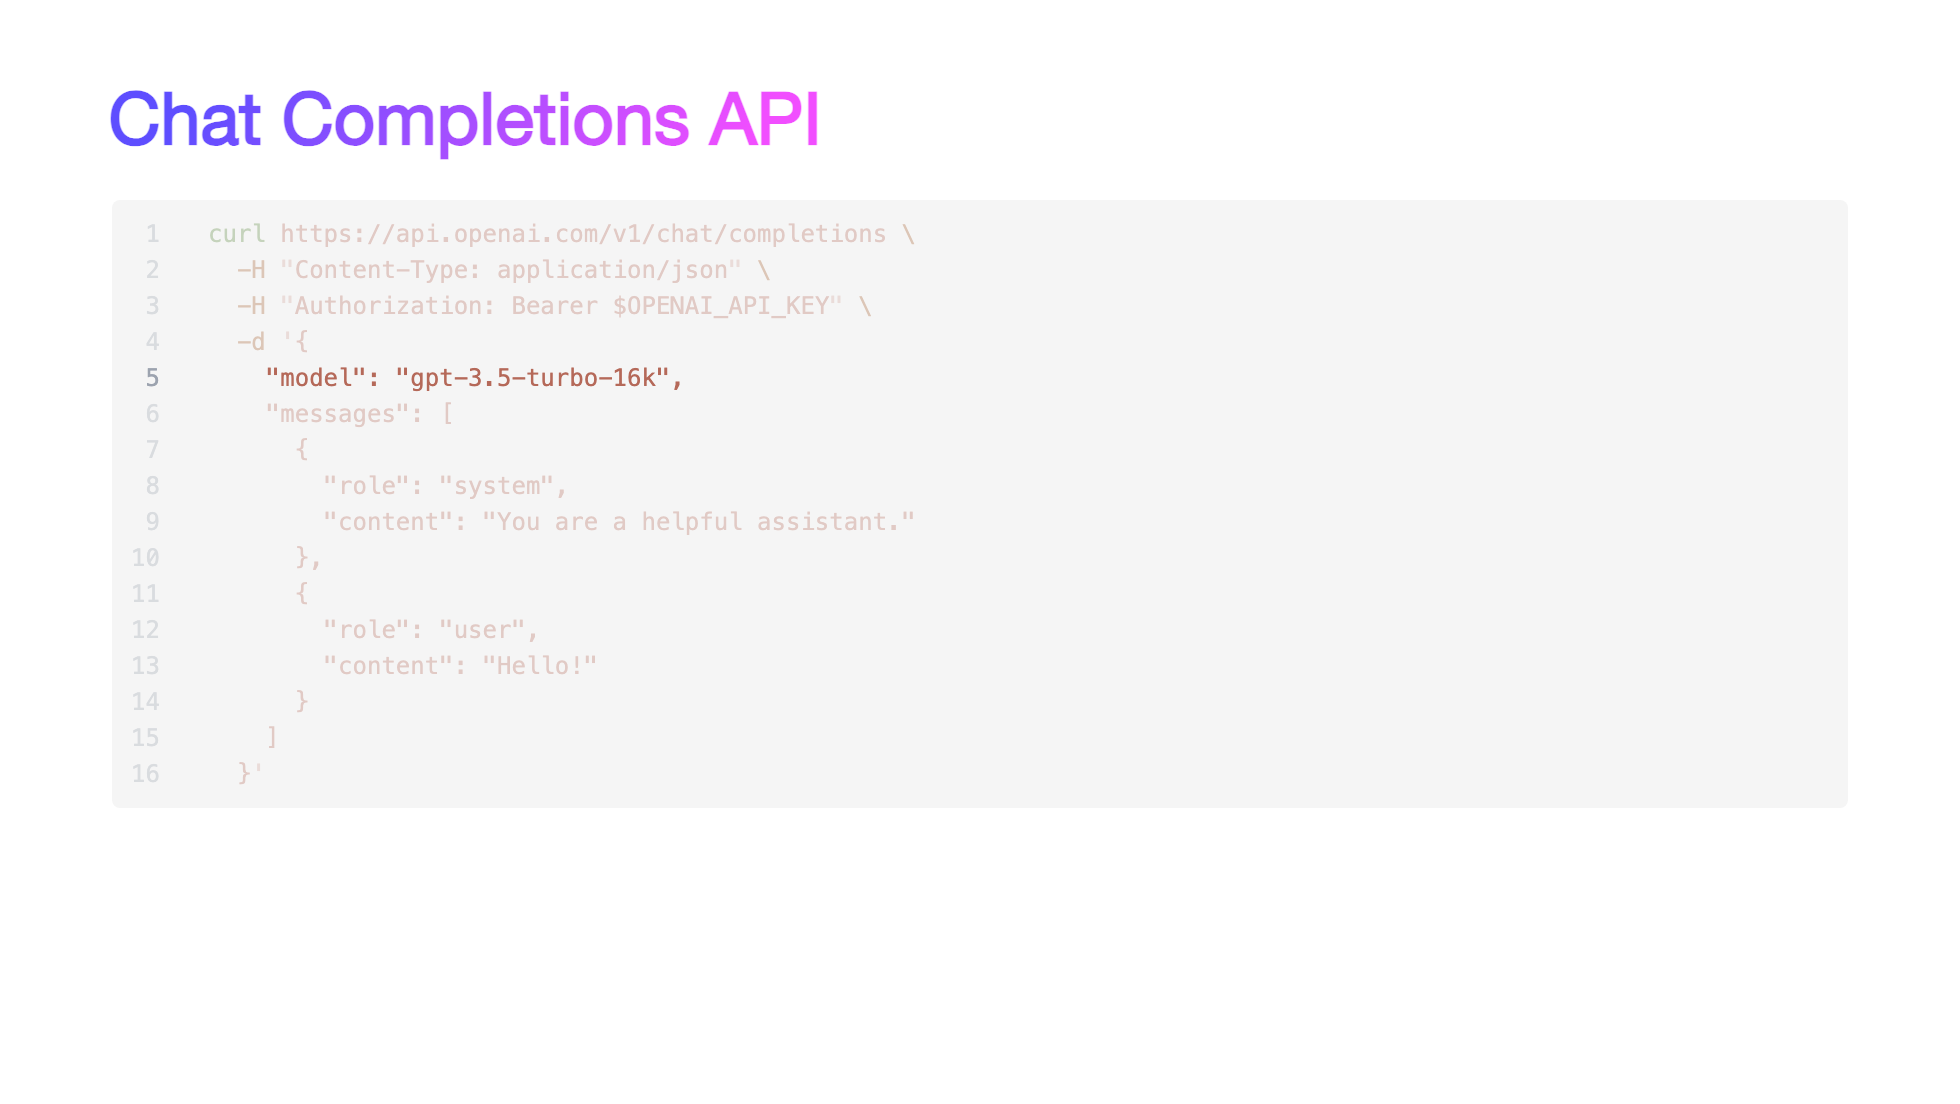 Chat Completions API
1 curl https://api.openai.com/v1/chat/completions \
2   -H "Content-Type: application/json" \
3   -H "Authorization: Bearer $OPENAI_API_KEY" \
4   -d '{
5     "model": "gpt-3.5-turbo-16k",
6     "messages": [
7       {
8         "role": "system",
9         "content": "You are a helpful assistant."
10       },
11       {
12         "role": "user",
13         "content": "Hello!"
14       }
15     ]
16   }'